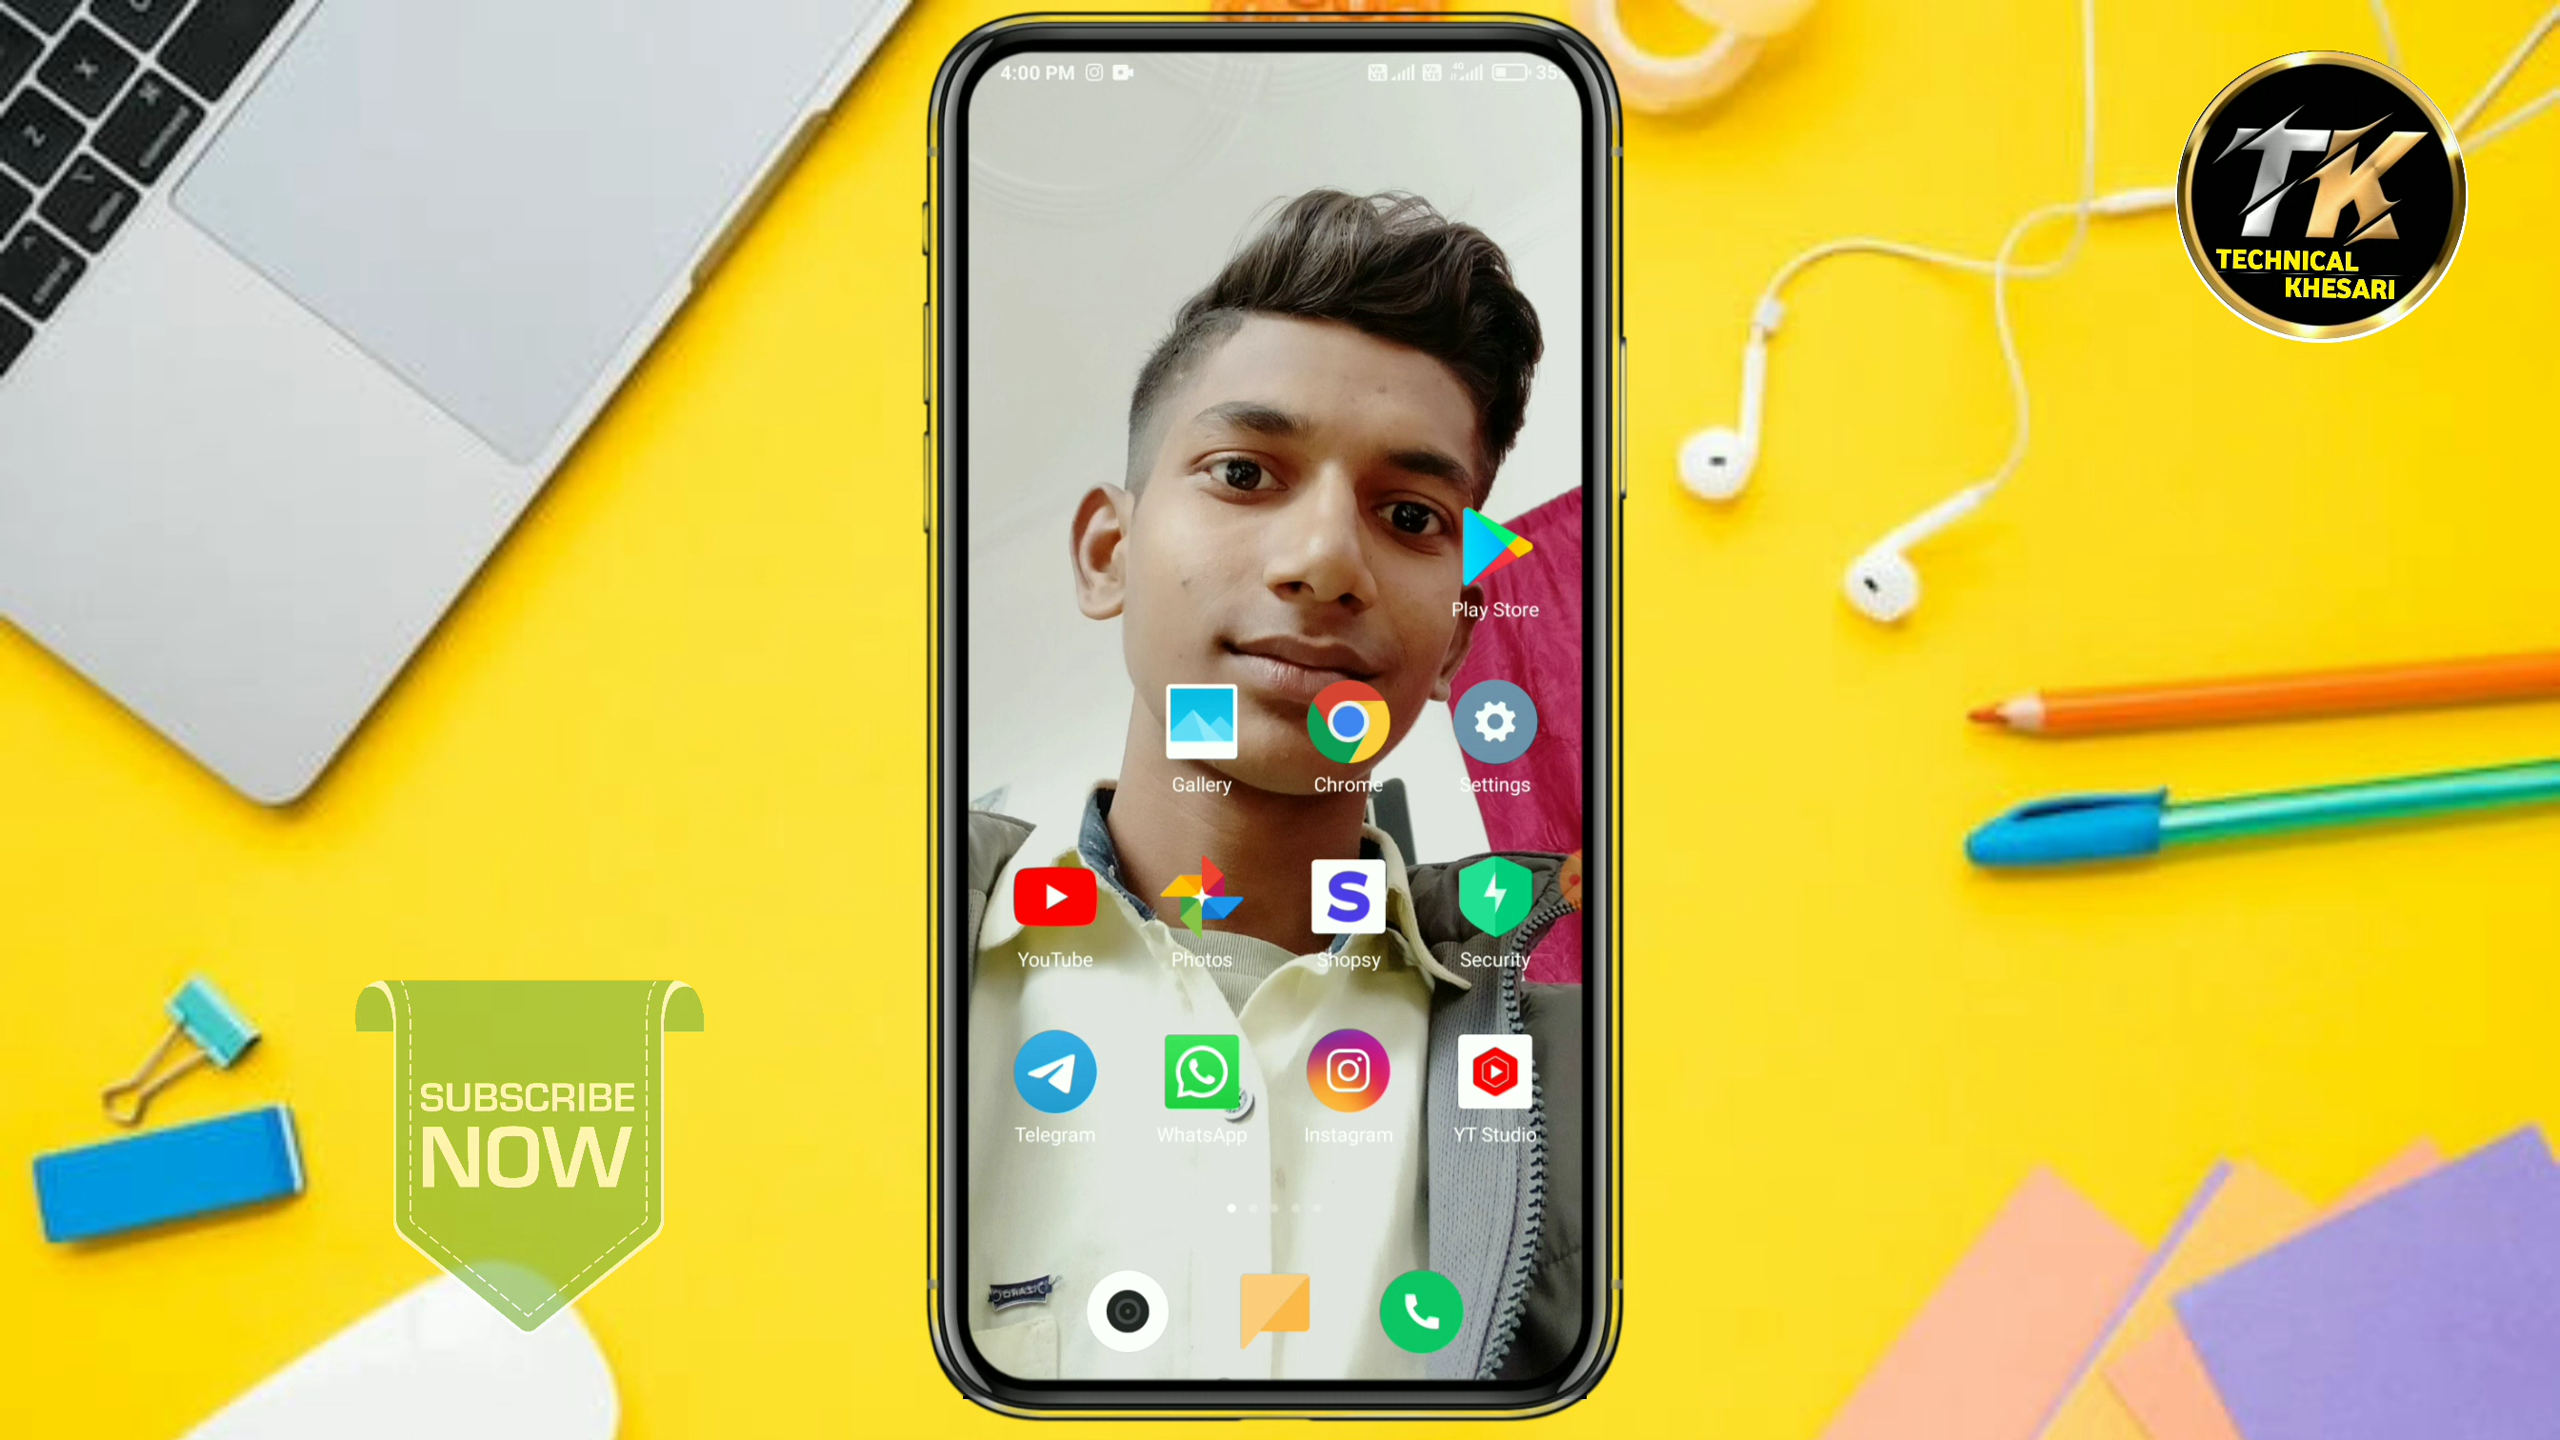 4:00 PM
TK
TECHNICAL
KHESARI
Play Store
Gallery
Chrome
Settings
YouTube
Photos
Shopsy
Security
Telegram
WhatsApp
Instagram
YT Studio
SUBSCRIBE
NOW